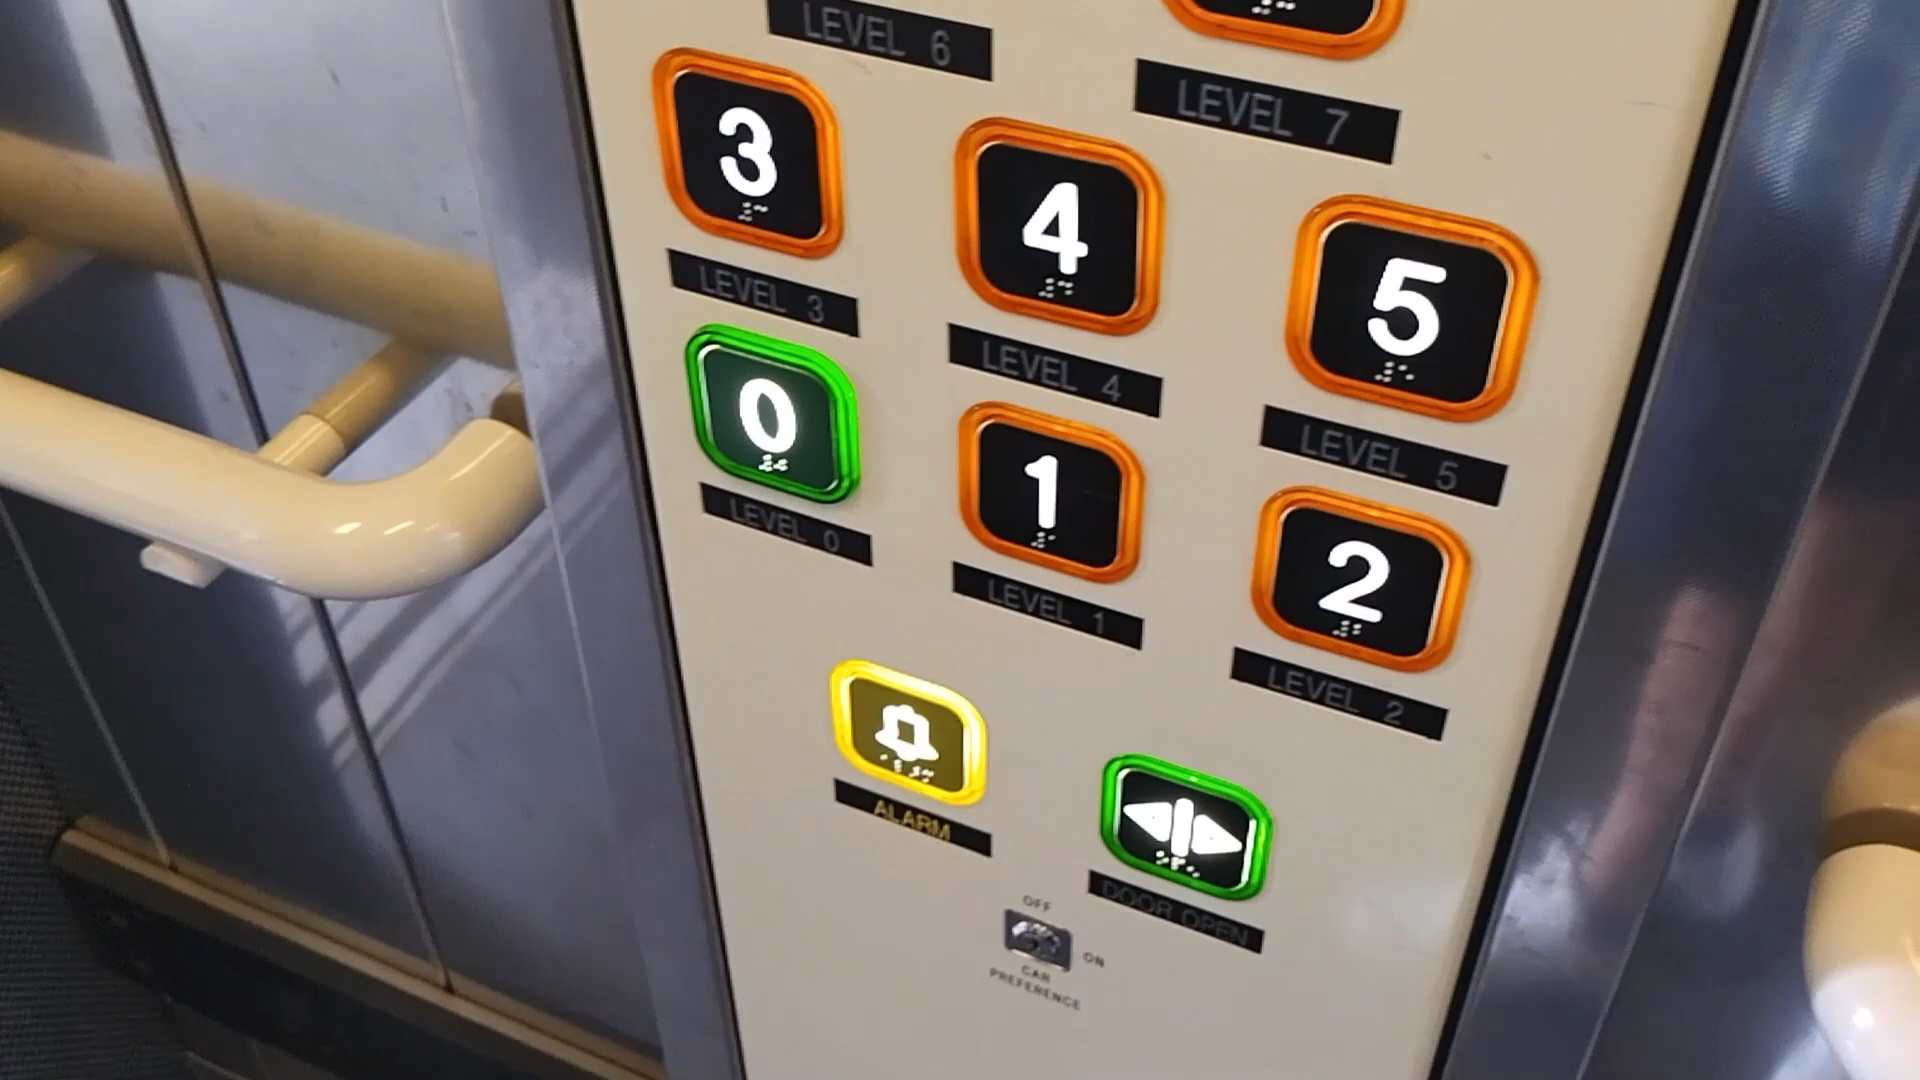 LEVEL 6
LEVEL 7
3
4
5
LEVEL 3
LEVEL 4
LEVEL 5
0
1
2
LEVEL 0
LEVEL 1
LEVEL 2
ALARM
DOOR OPEN
OFF
ON
CAR
PREFERENCE